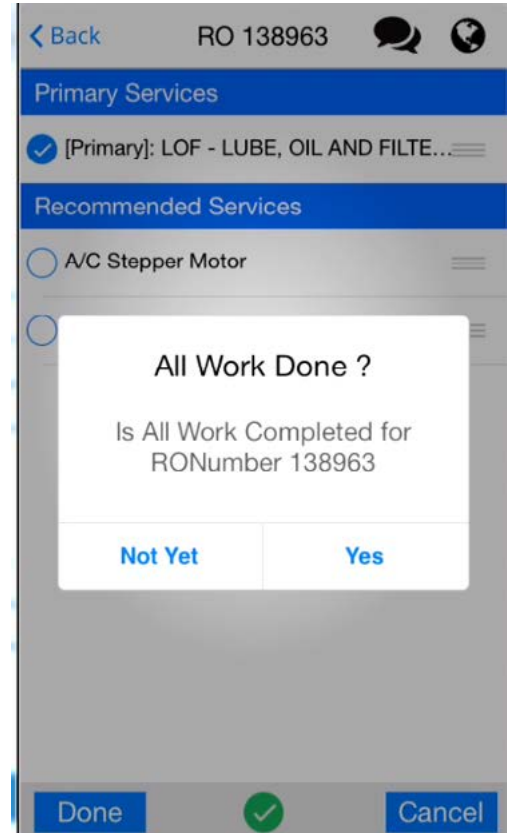 Back
RO 138963
Primary Services
[Primary]: LOF - LUBE, OIL AND FILTE...
Recommended Services
A/C Stepper Motor
All Work Done ?
Is All Work Completed for
RONumber 138963
Not Yet
Yes
Done
Cancel